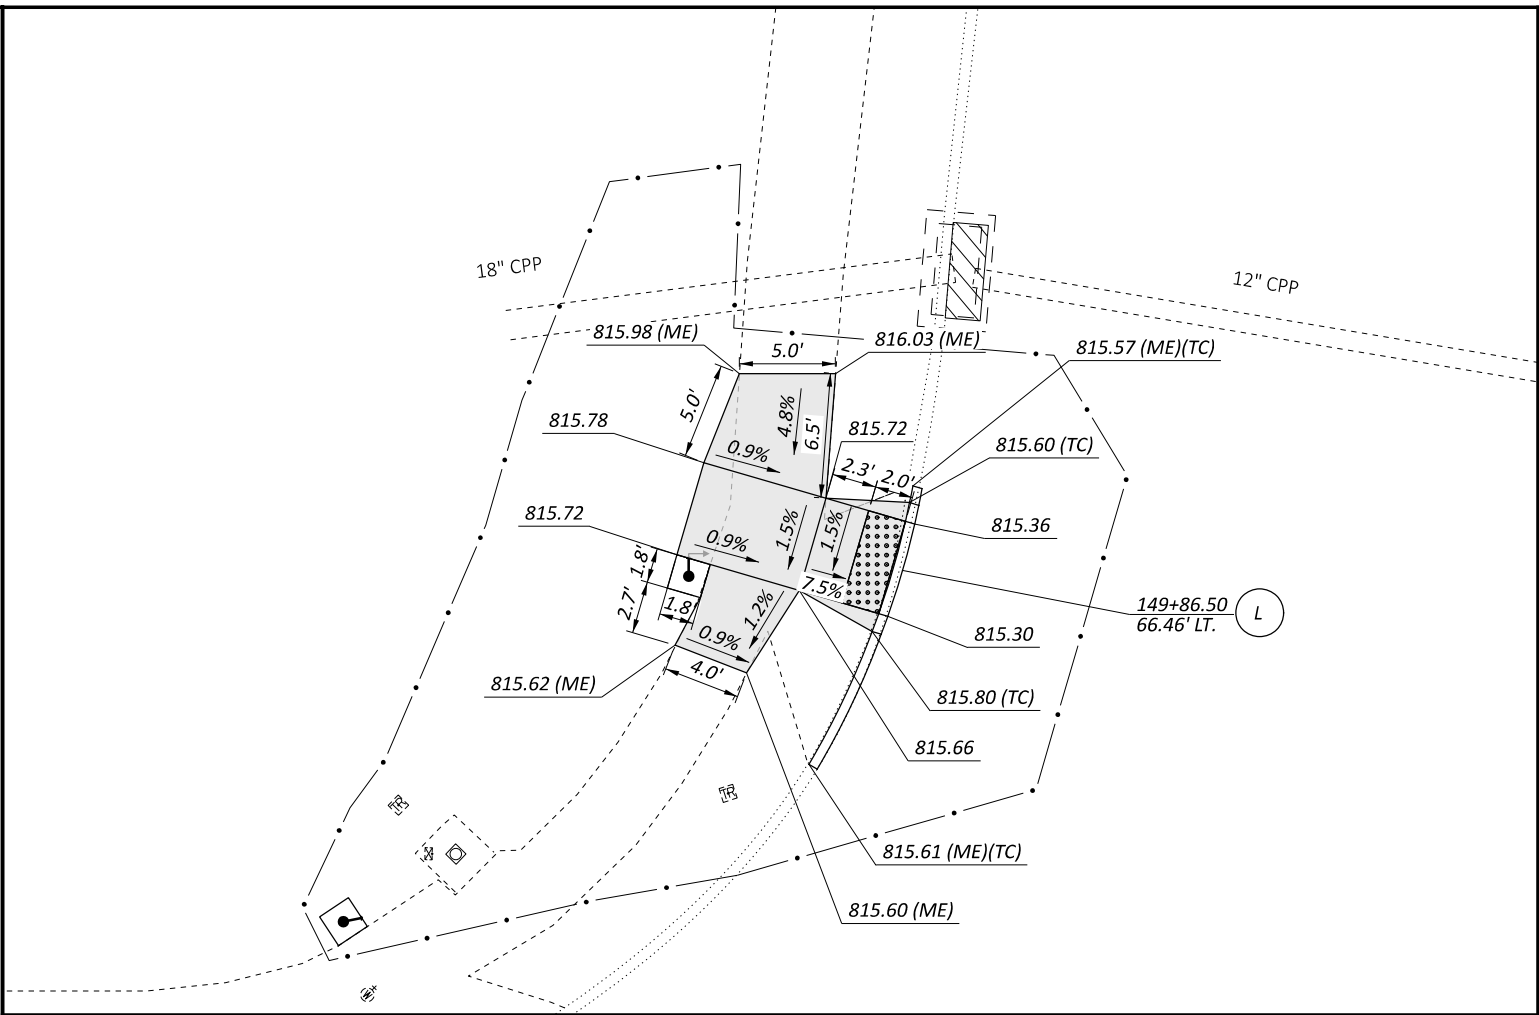 18" CPP
12" CPP
815.98 (ME)
5.0'
816.03 (ME)
815.57 (ME)(TC)
5.0'
4.8%
6.5'
815.78
815.72
0.9%
2.3'
2.0'
815.60 (TC)
815.72
1.5%
1.5%
815.36
0.9%
1.8'
7.5%
2.7'
1.8'
1.2%
149+86.50
66.46' LT.
L
0.9%
815.30
4.0'
815.62 (ME)
815.80 (TC)
815.66
TR
TR
815.61 (ME)(TC)
815.60 (ME)
W